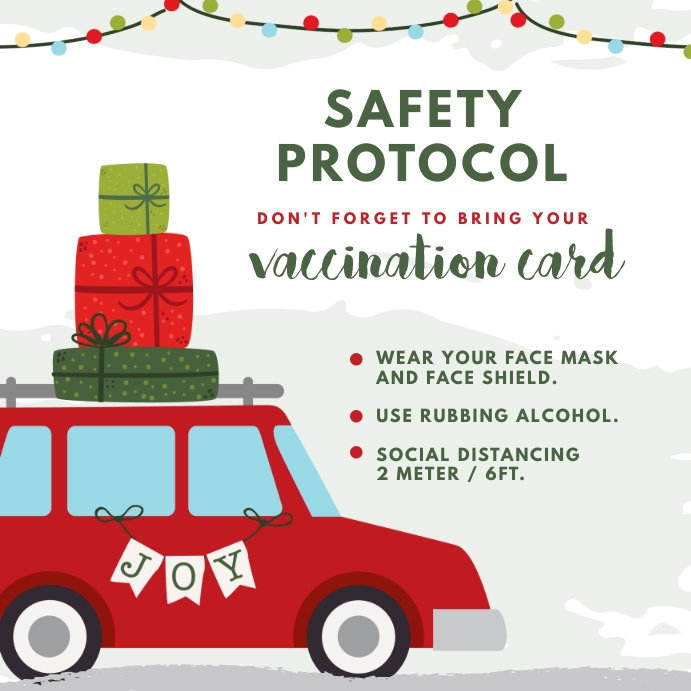 SAFETY
PROTOCOL
DON'T FORGET TO BRING YOUR
vaccination card
WEAR YOUR FACE MASK
AND FACE SHIELD.
USE RUBBING ALCOHOL.
SOCIAL DISTANCING
2 METER / 6FT.
JOY